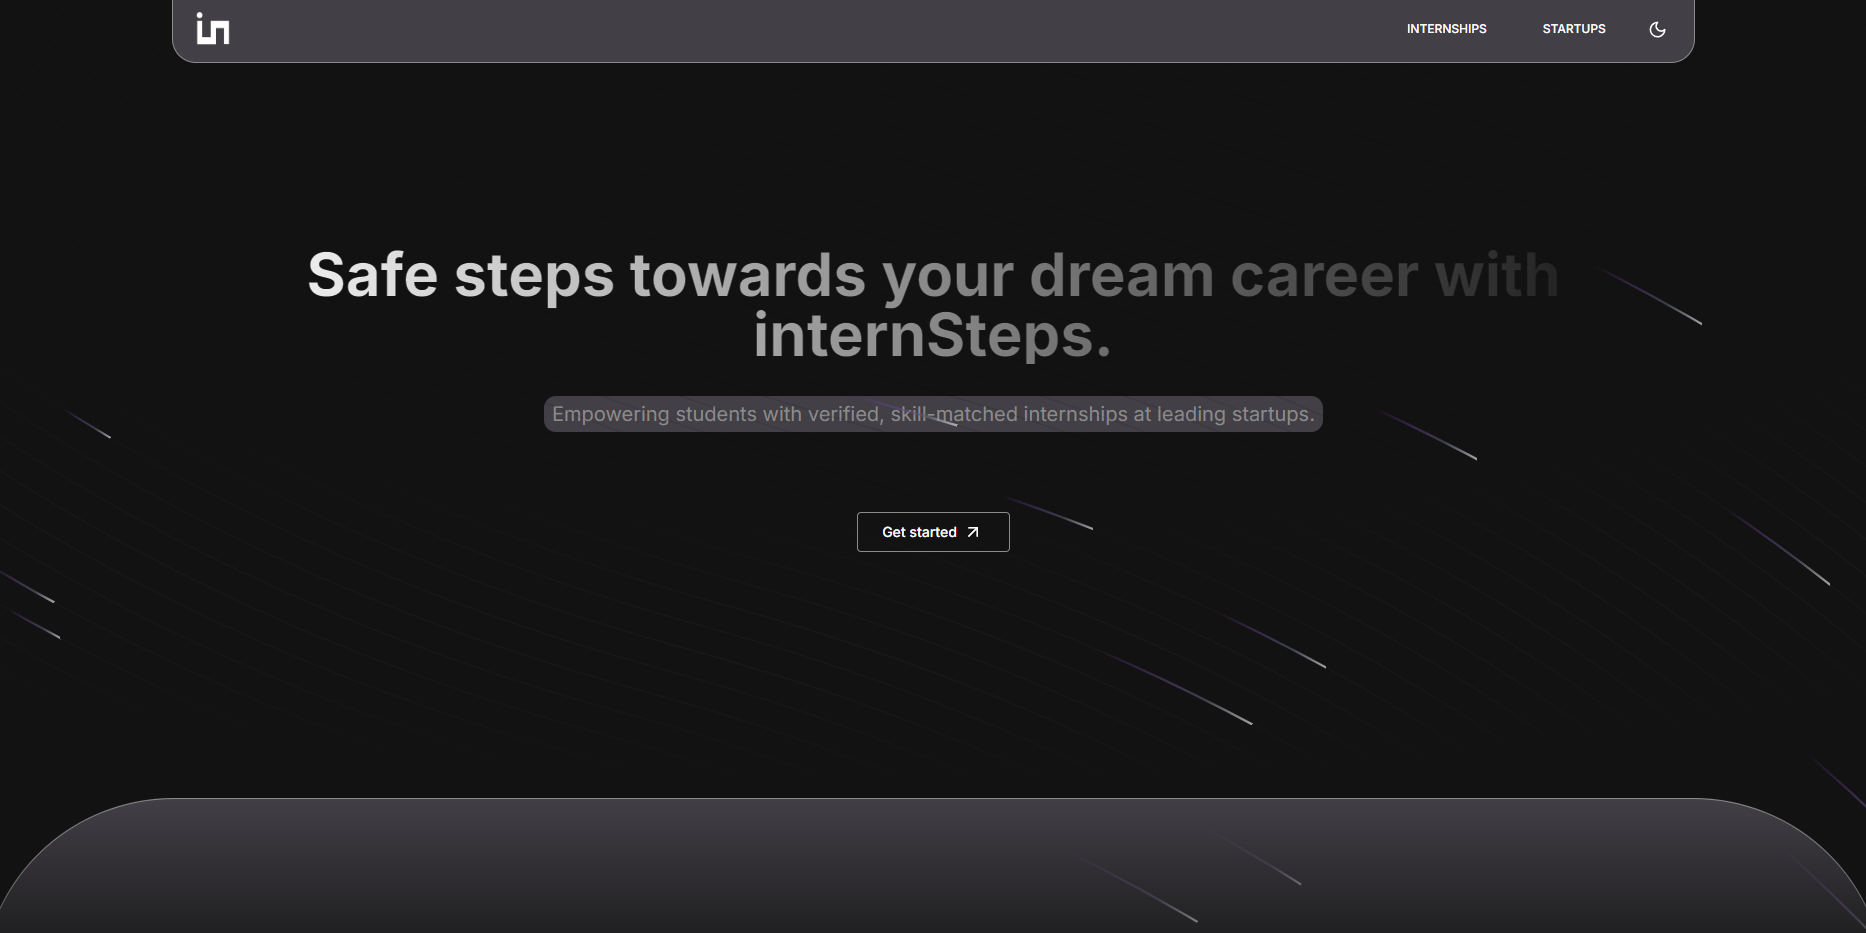 in
INTERNSHIPS
STARTUPS
Safe steps towards your dream career with
internSteps.
Empowering students with verified, skill-matched internships at leading startups.
Get started